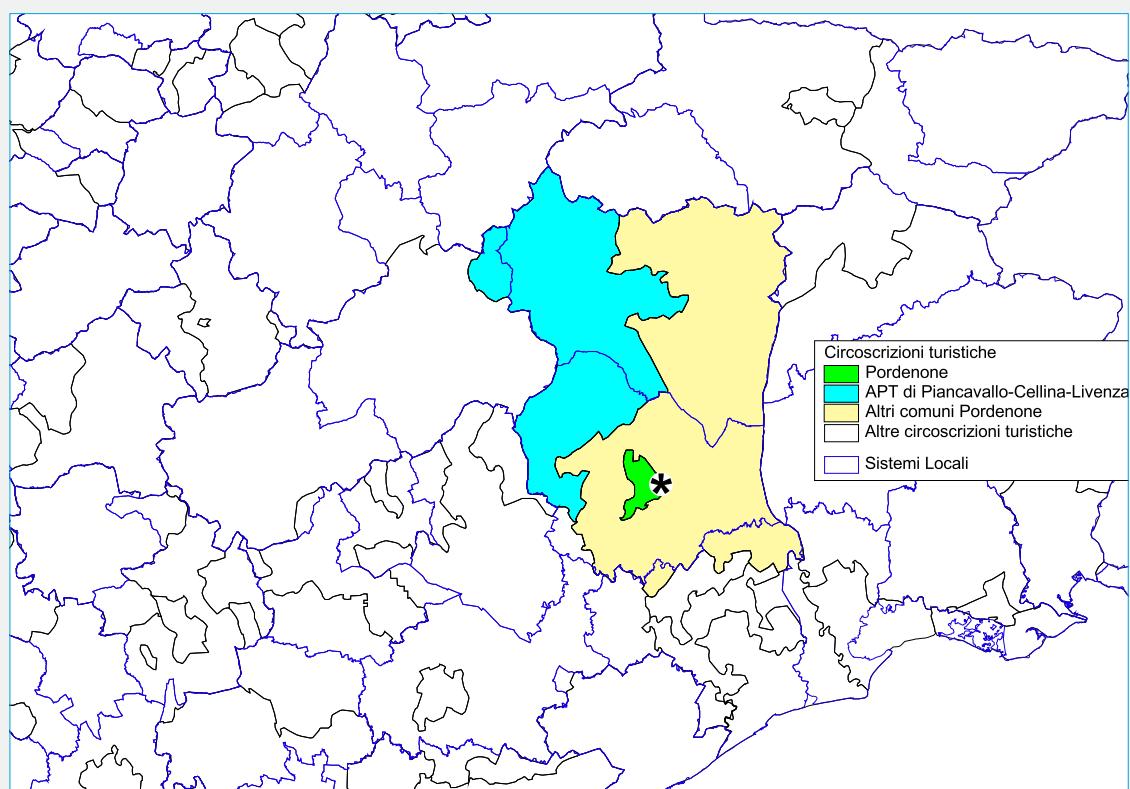 Circoscrizioni turistiche
Pordenone
APT di Piancavallo-Cellina-Livenza
Altri comuni Pordenone
Altre circoscrizioni turistiche
Sistemi Locali
*